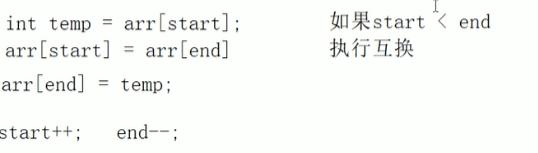 int temp = arr[start];
如果start < end
arr[start] = arr[end]
执行互换
arr[end] = temp;
start++; end--;